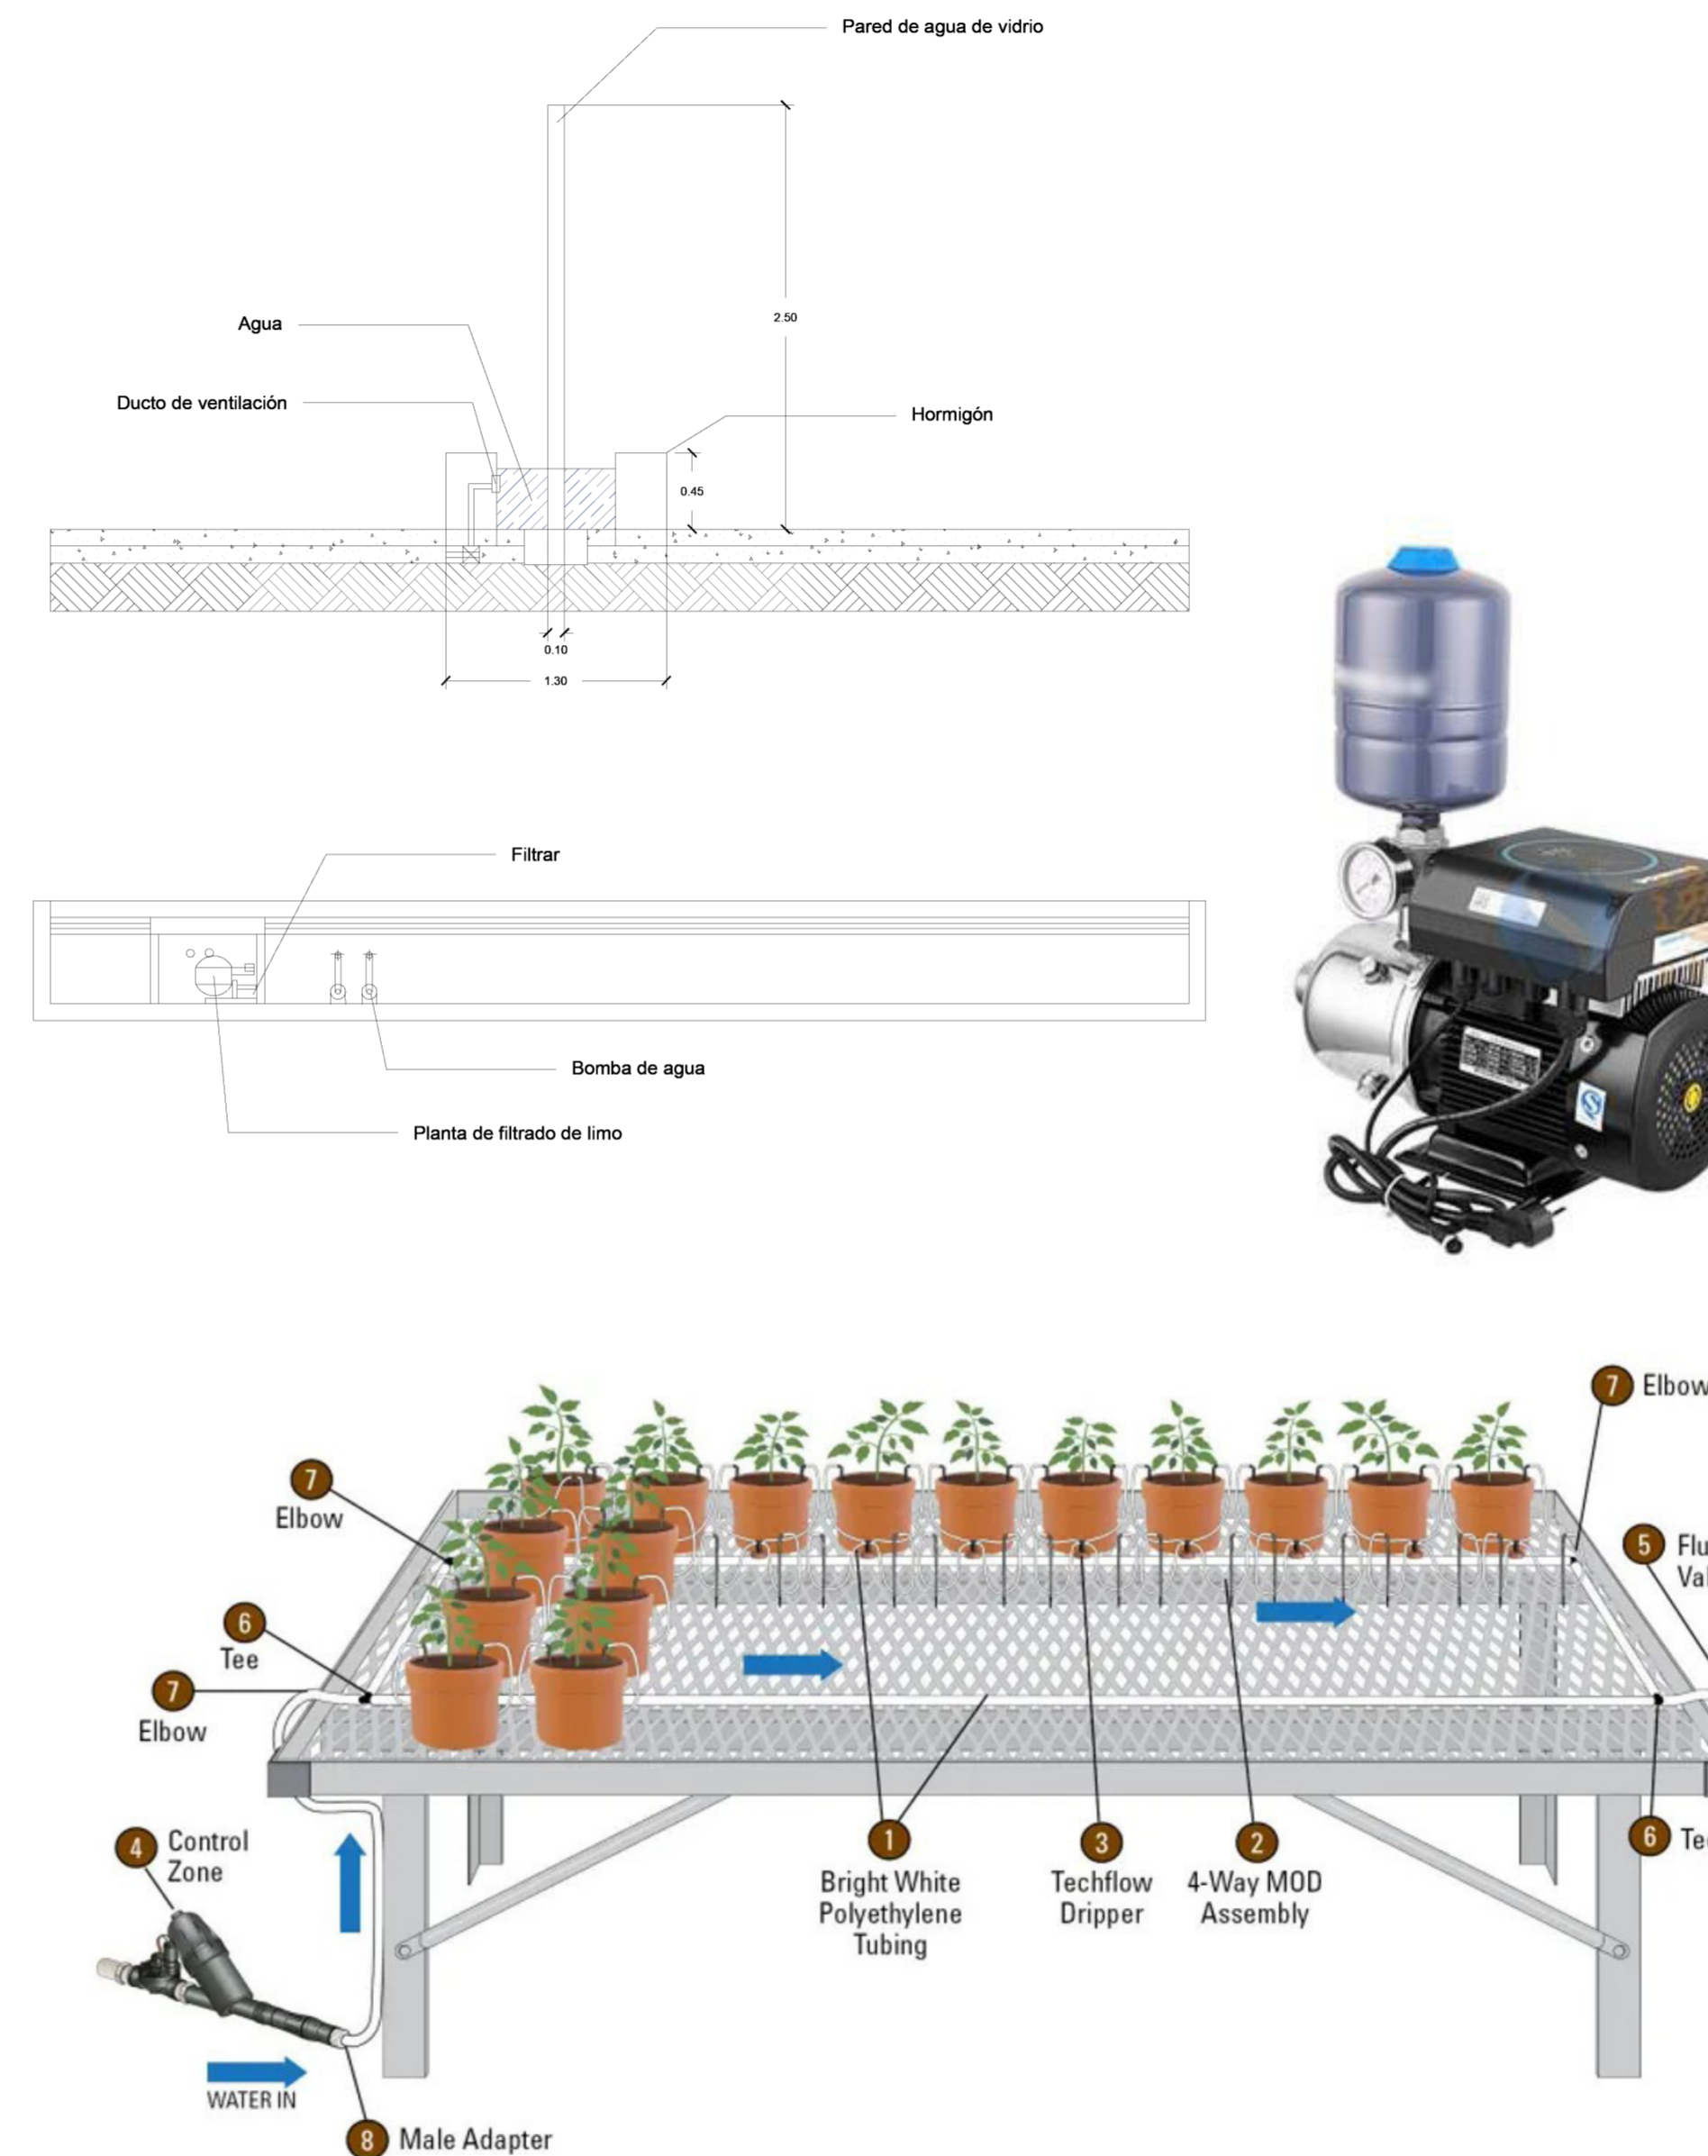 Pared de agua de vidrio
2.50
Agua
Ducto de ventilación
Hormigón
0.45
0.10
1.30
Filtrar
Bomba de agua
Planta de filtrado de limo
7 Elbow
7
Elbow
5
6
Tee
7
Elbow
4 Control
Zone
1
Bright White
Polyethylene
Tubing
3
Techflow
Dripper
2
4-Way MOD
Assembly
6
WATER IN
8 Male Adapter